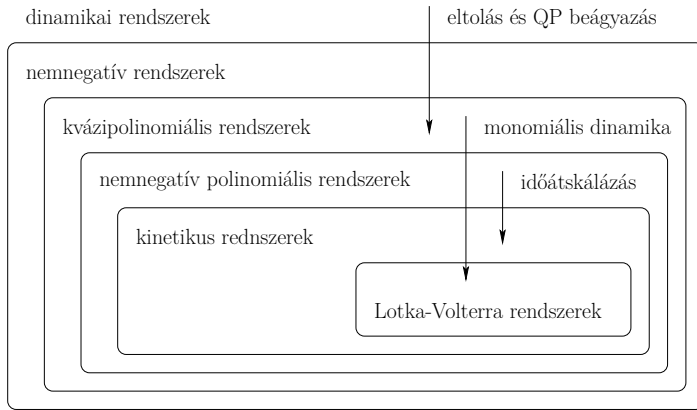 dinamikai rendszerek
eltolás és QP beágyazás
nemnegatív rendszerek
kvázipolinomiális rendszerek
monomiális dinamika
nemnegatív polinomiális rendszerek
időátskálázás
kinetikus rednszerek
Lotka-Volterra rendszerek